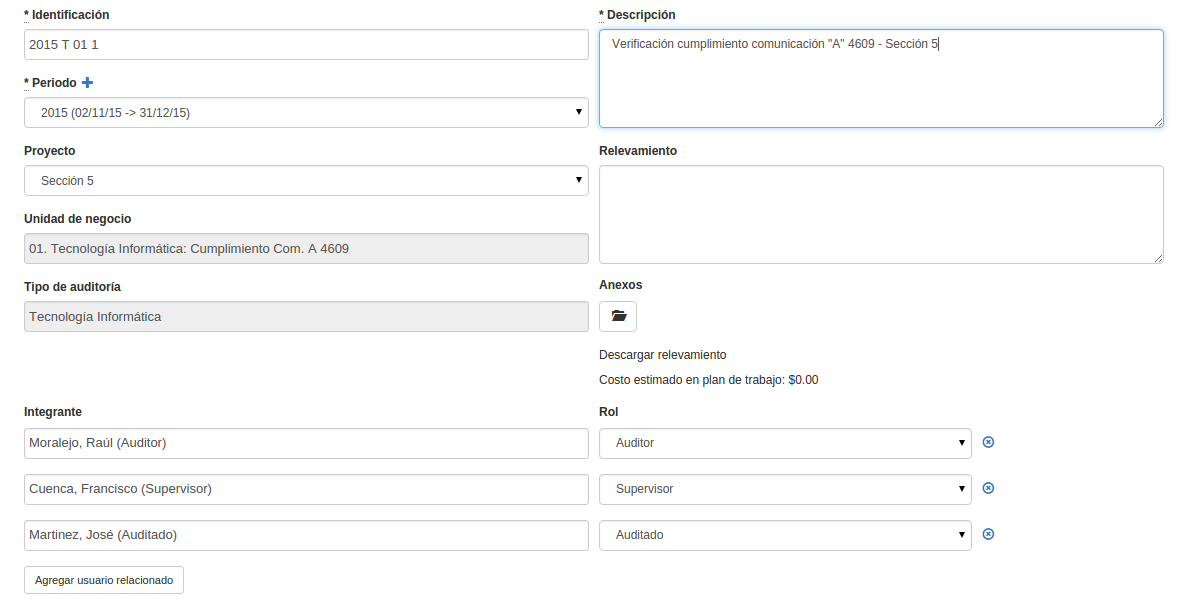 * Identificación
2015 T 01 1
* Periodo
2015 (02/11/15 -> 31/12/15)
Proyecto
Sección 5
Unidad de negocio
01. Tecnología Informática: Cumplimiento Com. A 4609
Tipo de auditoría
Tecnología Informática
* Descripción
Verificación cumplimiento comunicación "A" 4609 - Sección 5
Relevamiento
Anexos
Descargar relevamiento
Costo estimado en plan de trabajo: $0.00
Integrante Rol
Moralejo, Raúl (Auditor) Auditor
Cuenca, Francisco (Supervisor) Supervisor
Martinez, José (Auditado) Auditado
Agregar usuario relacionado